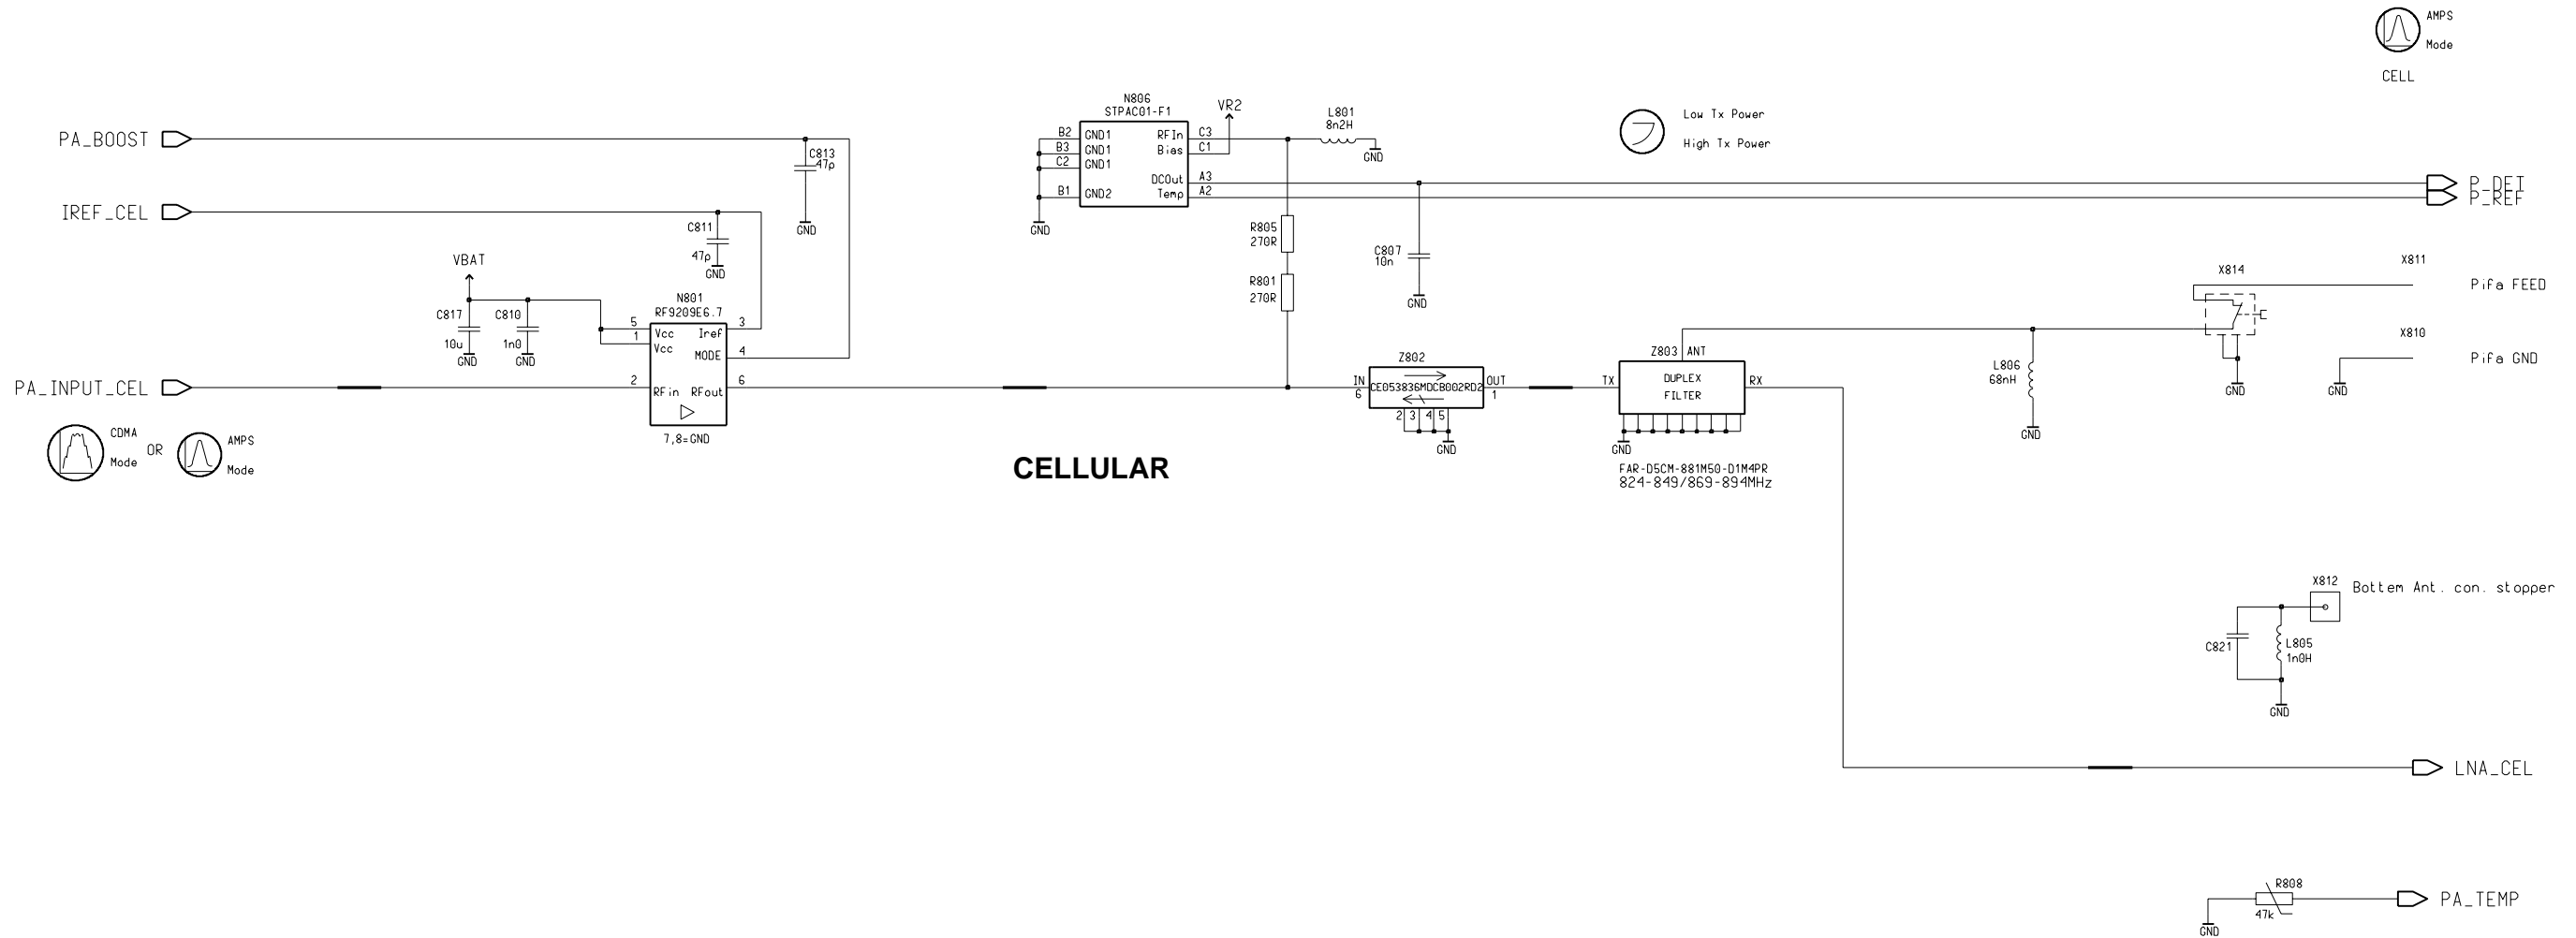 AMPS
Mode
CELL
N806
STPAC01-F1
VR2
L801
8n2H
GND
Low Tx Power
High Tx Power
PA_BOOST
C813
47p
GND
B2 GND1 RFIn C3
B3 GND1 Bias C1
C2 GND1
DCOut A3
B1 GND2 Temp A2
GND
P_DET
P_REF
IREF_CEL
C811
47p
GND
R805
270R
C807
10n
GND
R801
270R
VBAT
C817
10u
GND
C810
1n0
GND
N801
RF9209E6.7
5 Vcc Iref 3
1 Vcc
MODE 4
2 RFin RFout 6
7,8=GND
X814
GND
X811
Pifa FEED
X810
Pifa GND
GND
PA_INPUT_CEL
CDMA
Mode
OR
AMPS
Mode
Z802
IN
6
CE053836MDCB002RD2
OUT
1
2 3 4 5
GND
Z803 ANT
TX
DUPLEX
FILTER
RX
GND
FAR-D5CM-881M50-D1M4PR
824-849/869-894MHz
L806
68nH
GND
CELLULAR
X812
Bottem Ant. con. stopper
C821
L805
1n0H
GND
LNA_CEL
R808
47k
GND
PA_TEMP